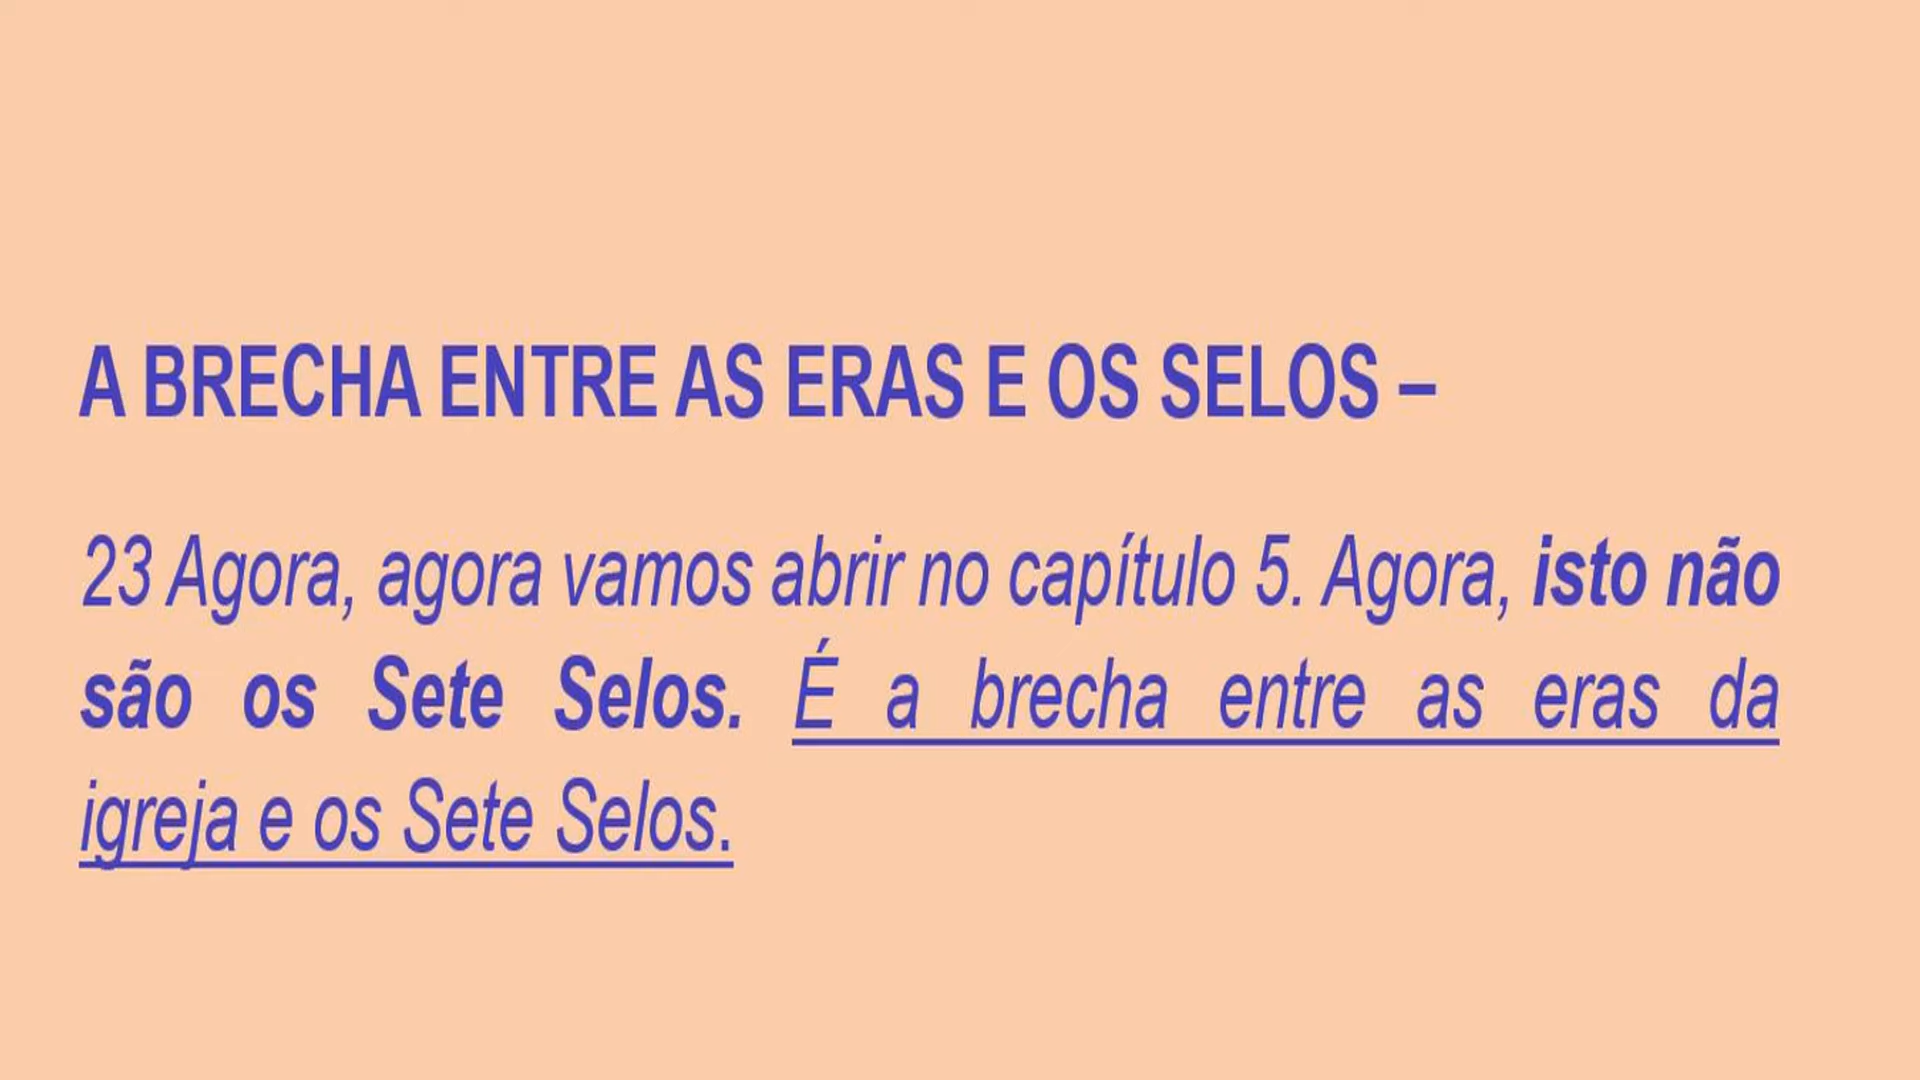 A BRECHA ENTRE AS ERAS E OS SELOS –
23 Agora, agora vamos abrir no capítulo 5. Agora, isto não
são os Sete Selos. É a brecha entre as eras da
igreja e os Sete Selos.